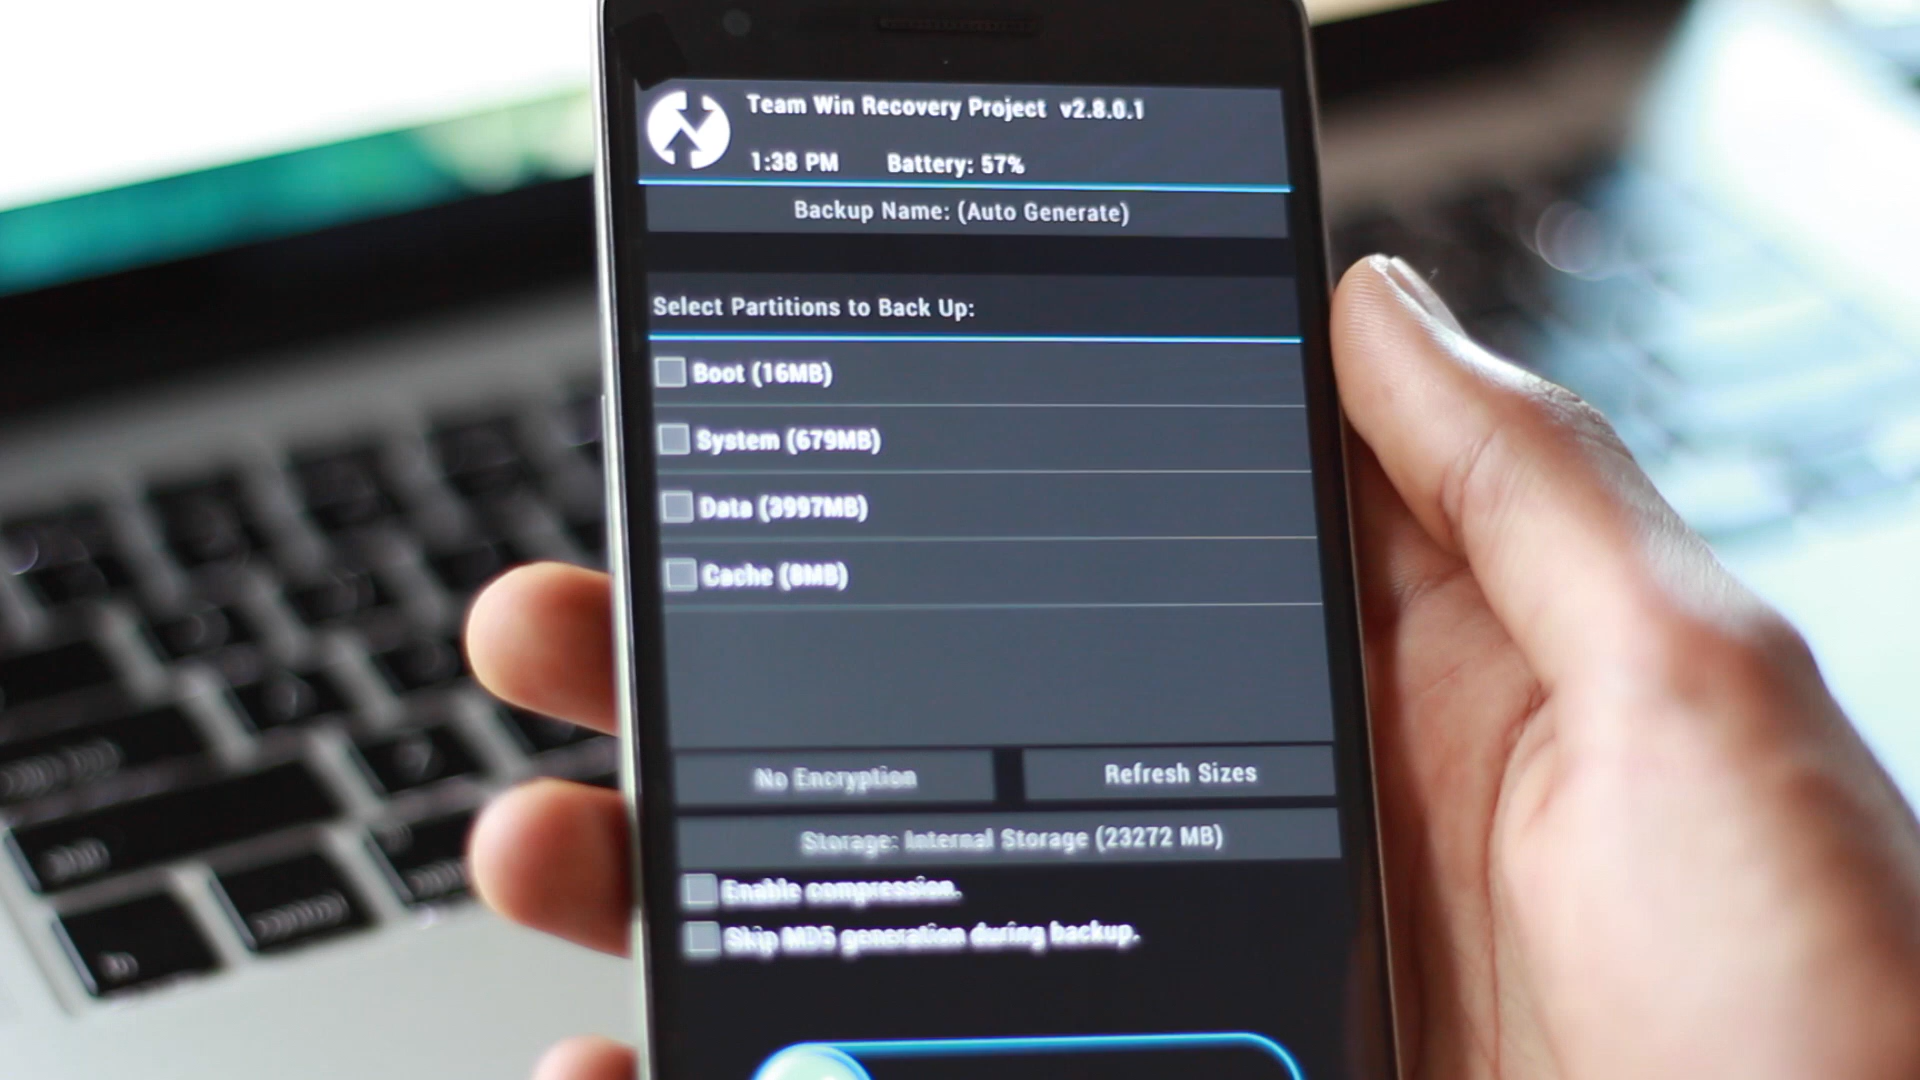 Team Win Recovery Project v2.8.0.1
1:38 PM Battery: 57%
Backup Name: (Auto Generate)
Select Partitions to Back Up:
Boot (16MB)
System (679MB)
Data (3997MB)
Cache (8MB)
No Encryption
Refresh Sizes
Storage: Internal Storage (23272 MB)
Enable compression.
Skip MD5 generation during backup.